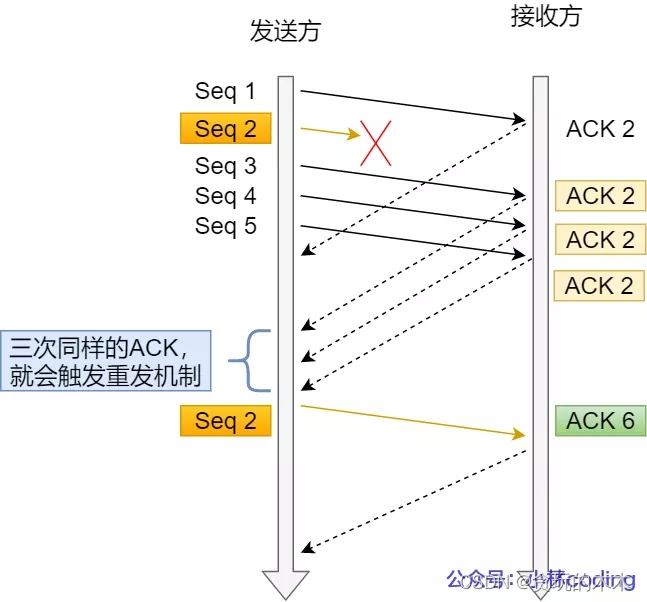 发送方
接收方
Seq 1
Seq 2
ACK 2
Seq 3
Seq 4
ACK 2
Seq 5
ACK 2
ACK 2
三次同样的ACK，
就会触发重发机制
Seq 2
ACK 6
公众号：小林coding
CSDN